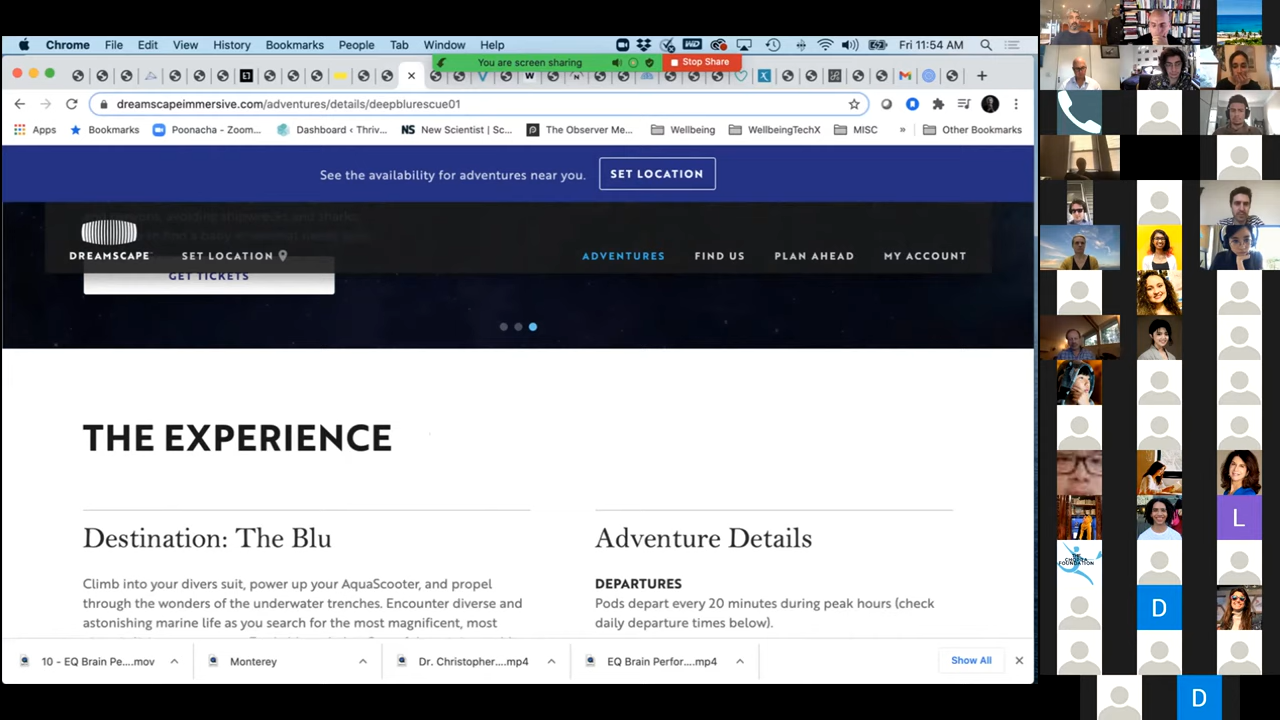 Chrome File Edit View History Bookmarks People Tab Window Help
Fri 11:54 AM
You are screen sharing
Stop Share
dreamscapeimmersive.com/adventures/details/deepblurescue01
Apps Bookmarks Poonacha - Zoom... Dashboard ‹ Thriv... NS New Scientist | Sc... The Observer Me... Wellbeing WellbeingTechX MISC » Other Bookmarks
See the availability for adventures near you. SET LOCATION
DREAMSCAPE SET LOCATION ADVENTURES FIND US PLAN AHEAD MY ACCOUNT
GET TICKETS
THE EXPERIENCE
Destination: The Blu
Climb into your divers suit, power up your AquaScooter, and propel
through the wonders of the underwater trenches. Encounter diverse and
astonishing marine life as you search for the most magnificent, most
Adventure Details
DEPARTURES
Pods depart every 20 minutes during peak hours (check
daily departure times below).
10 - EQ Brain Pe....mov Monterey Dr. Christopher....mp4 EQ Brain Perfor....mp4 Show All
L
CHOPRA
FOUNDATION
D
D